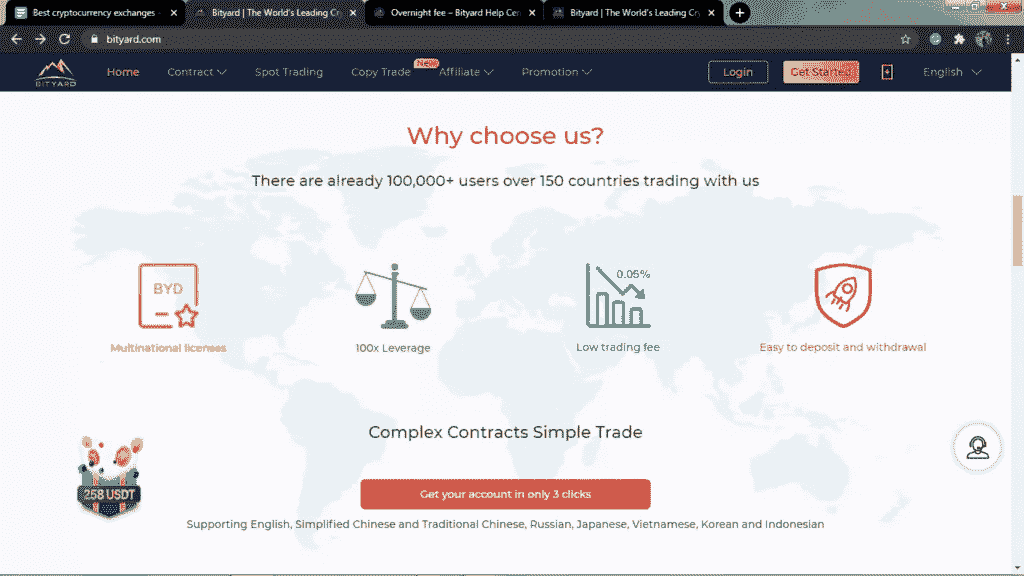 Best cryptocurrency exchanges
Bityard | The World's Leading Cr
Overnight fee – Bityard Help Cen
Bityard | The World's Leading Cr
bityard.com
BITYARD
Home
Contract
Spot Trading
Copy Trade
New
Affiliate
Promotion
Login
Get Started
English
Why choose us?
There are already 100,000+ users over 150 countries trading with us
BYD
0.05%
Multinational licenses
100x Leverage
Low trading fee
Easy to deposit and withdrawal
Complex Contracts Simple Trade
258 USDT
Get your account in only 3 clicks
Supporting English, Simplified Chinese and Traditional Chinese, Russian, Japanese, Vietnamese, Korean and Indonesian